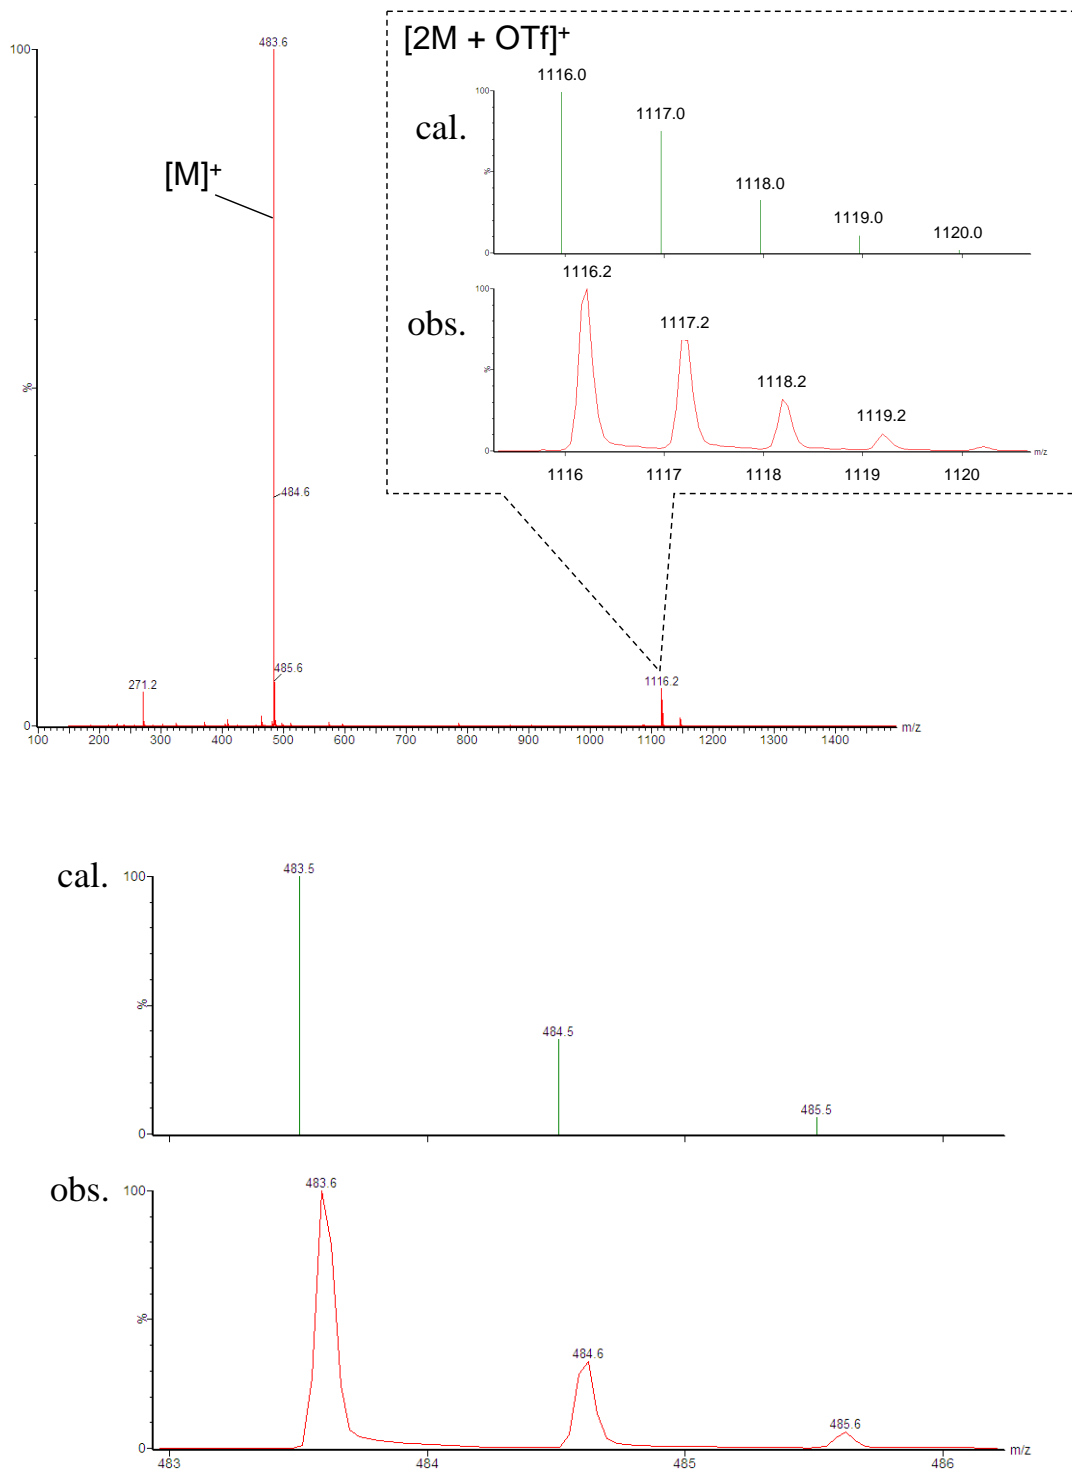 [2M + OTf]+
cal.
100
%
0
1116.0
1117.0
1118.0
1119.0
1120.0
obs.
100
%
0
1116.2
1117.2
1118.2
1119.2
m/z
1116 1117 1118 1119 1120
100
%
0
483.6
[M]+
484.6
485.6
271.2
1116.2
100 200 300 400 500 600 700 800 900 1000 1100 1200 1300 1400
m/z
cal.
100
%
0
483.5
484.5
485.5
obs.
100
%
0
483.6
484.6
485.6
m/z
483 484 485 486